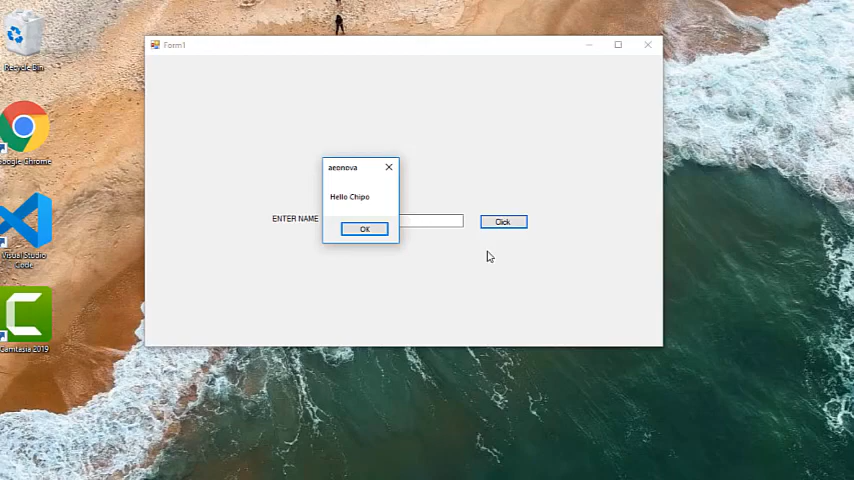 Recycle Bin
Google Chrome
Visual Studio
Code
Camtasia 2019
Form1
aeonova
Hello Chipo
OK
ENTER NAME
Click